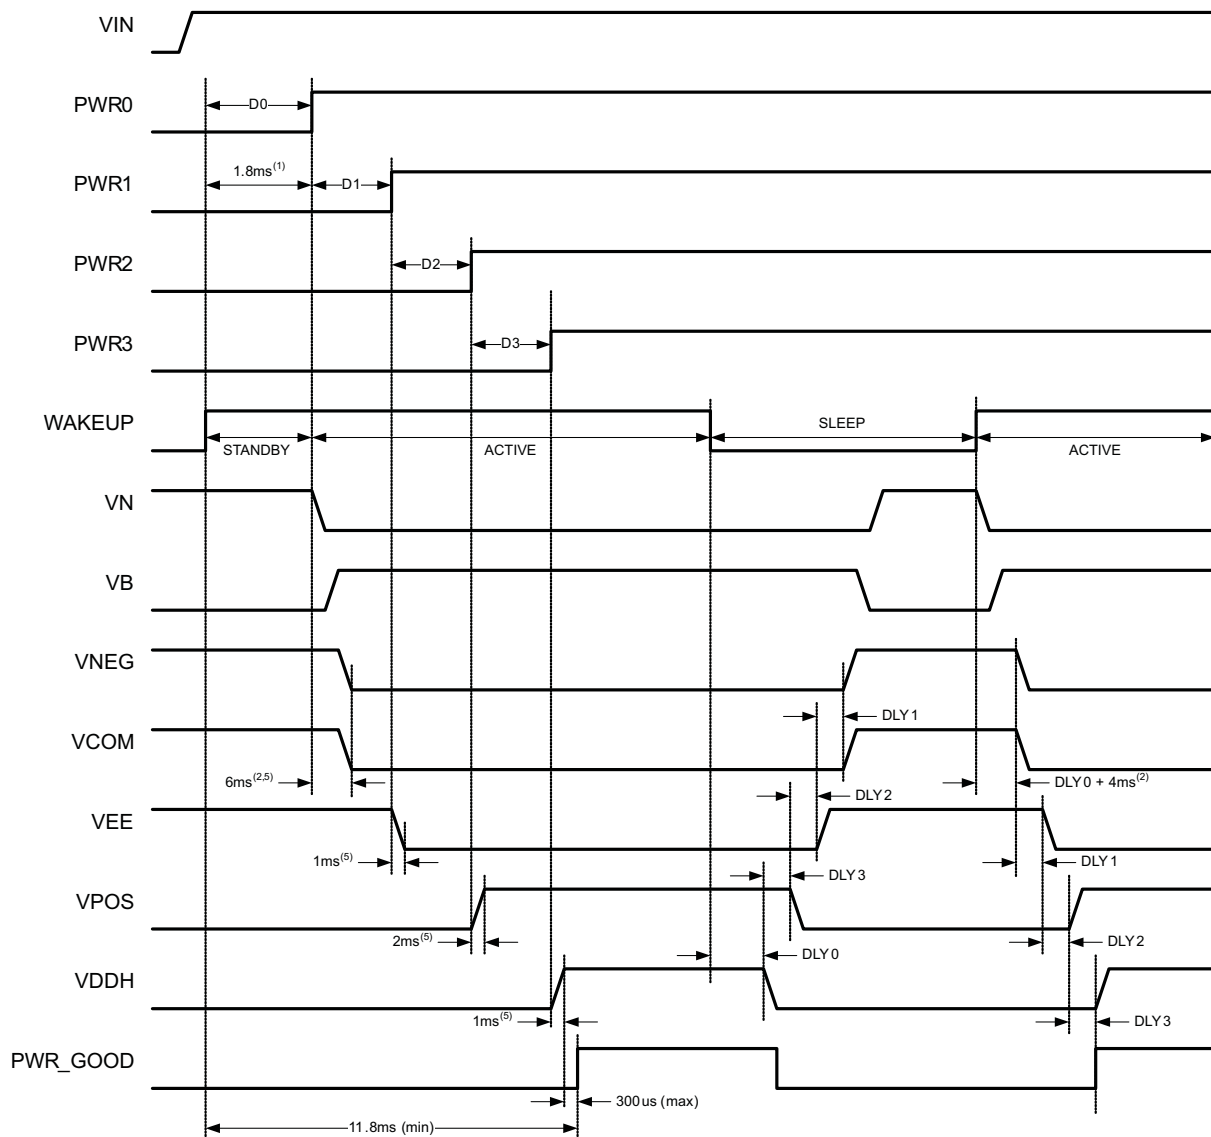 VIN
PWR0
D0
PWR1
1.8ms(1)
D1
PWR2
D2
PWR3
D3
WAKEUP
STANDBY
ACTIVE
SLEEP
ACTIVE
VN
VB
VNEG
DLY1
VCOM
6ms(2,5)
DLY2
DLY0 + 4ms(2)
VEE
1ms(5)
DLY3
DLY1
VPOS
2ms(5)
DLY0
DLY2
VDDH
1ms(5)
DLY3
PWR_GOOD
300us (max)
11.8ms (min)